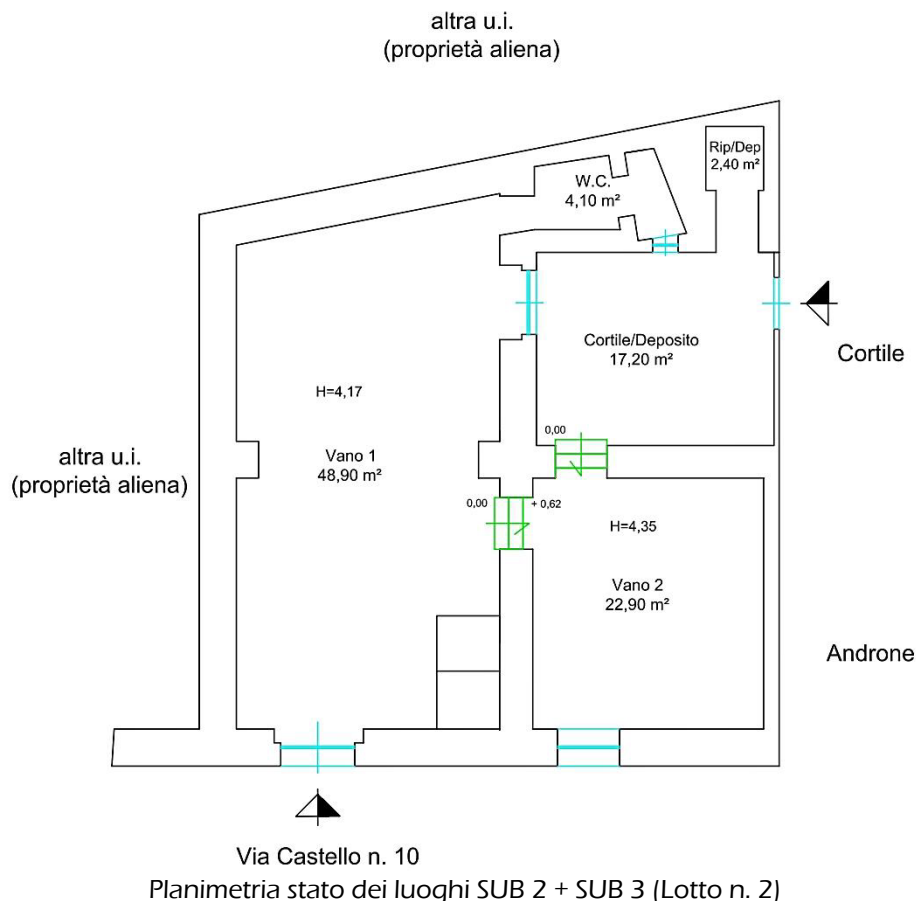 altra u.i.
(proprietà aliena)
Rip/Dep
2,40 m²
W.C.
4,10 m²
Cortile/Deposito
17,20 m²
Cortile
H=4,17
0,00
Vano 1
48,90 m²
altra u.i.
(proprietà aliena)
0,00
+ 0,62
H=4,35
Vano 2
22,90 m²
Androne
Via Castello n. 10
Planimetria stato dei luoghi SUB 2 + SUB 3 (Lotto n. 2)